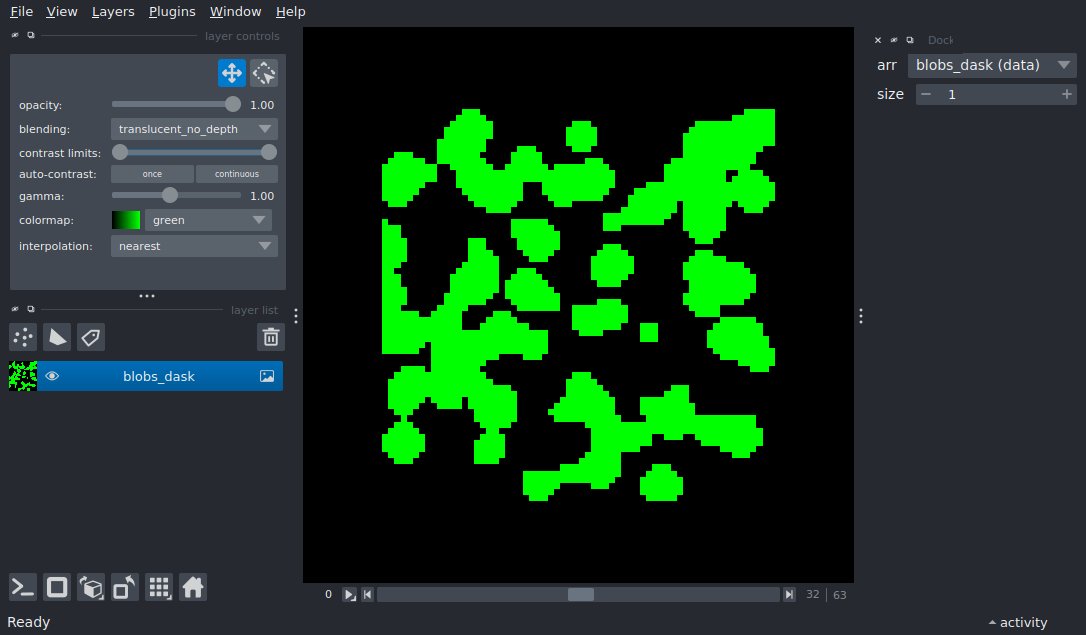 File View Layers Plugins Window Help
layer controls
opacity: 1.00
blending: translucent_no_depth
contrast limits:
auto-contrast: once continuous
gamma: 1.00
colormap: green
interpolation: nearest
layer list
blobs_dask
Dock
arr blobs_dask (data)
size 1
0 32 63
Ready
activity